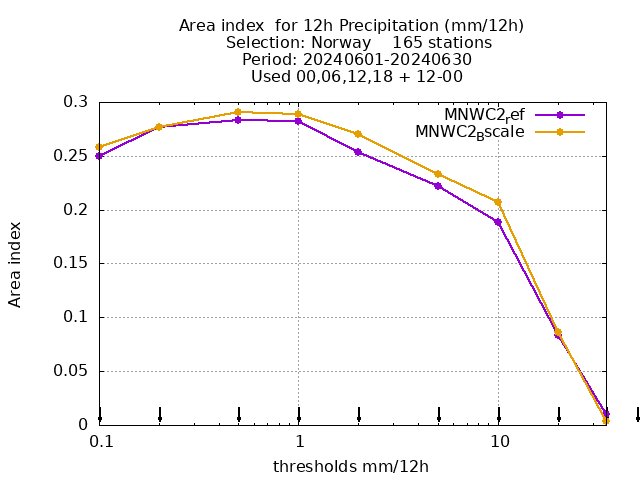 Area index  for 12h Precipitation (mm/12h)
Selection: Norway    165 stations
Period: 20240601-20240630
Used 00,06,12,18 + 12-00
MNWC2ref
MNWC2Bscale
0.3
0.25
0.2
0.15
0.1
0.05
0
Area index
0.1 1 10
thresholds mm/12h